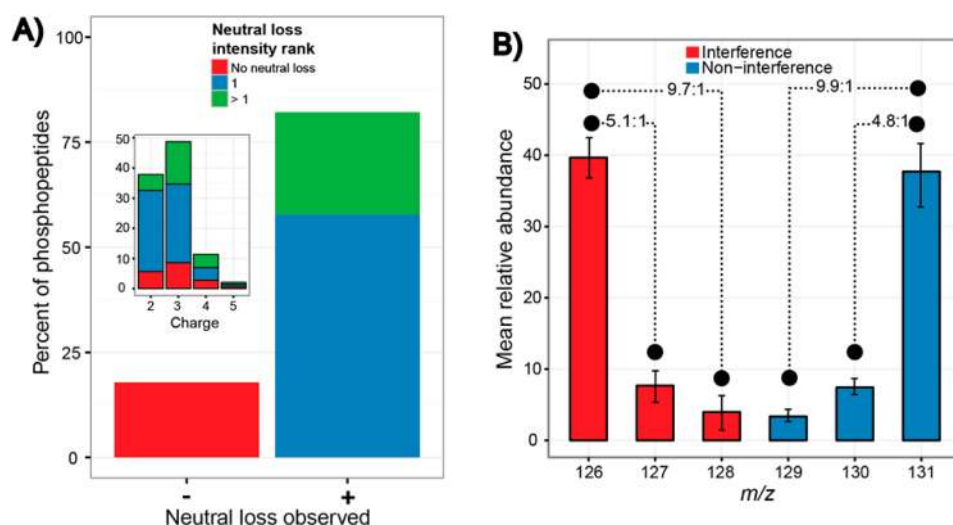 A)
Neutral loss
intensity rank
No neutral loss
1
> 1
100
75
50
25
0
Percent of phosphopeptides
50
40
30
20
10
0
2 3 4 5
Charge
- +
Neutral loss observed
B)
Interference
Non-interference
50
40
30
20
10
0
Mean relative abundance
9.7:1
9.9:1
5.1:1
4.8:1
126 127 128 129 130 131
m/z